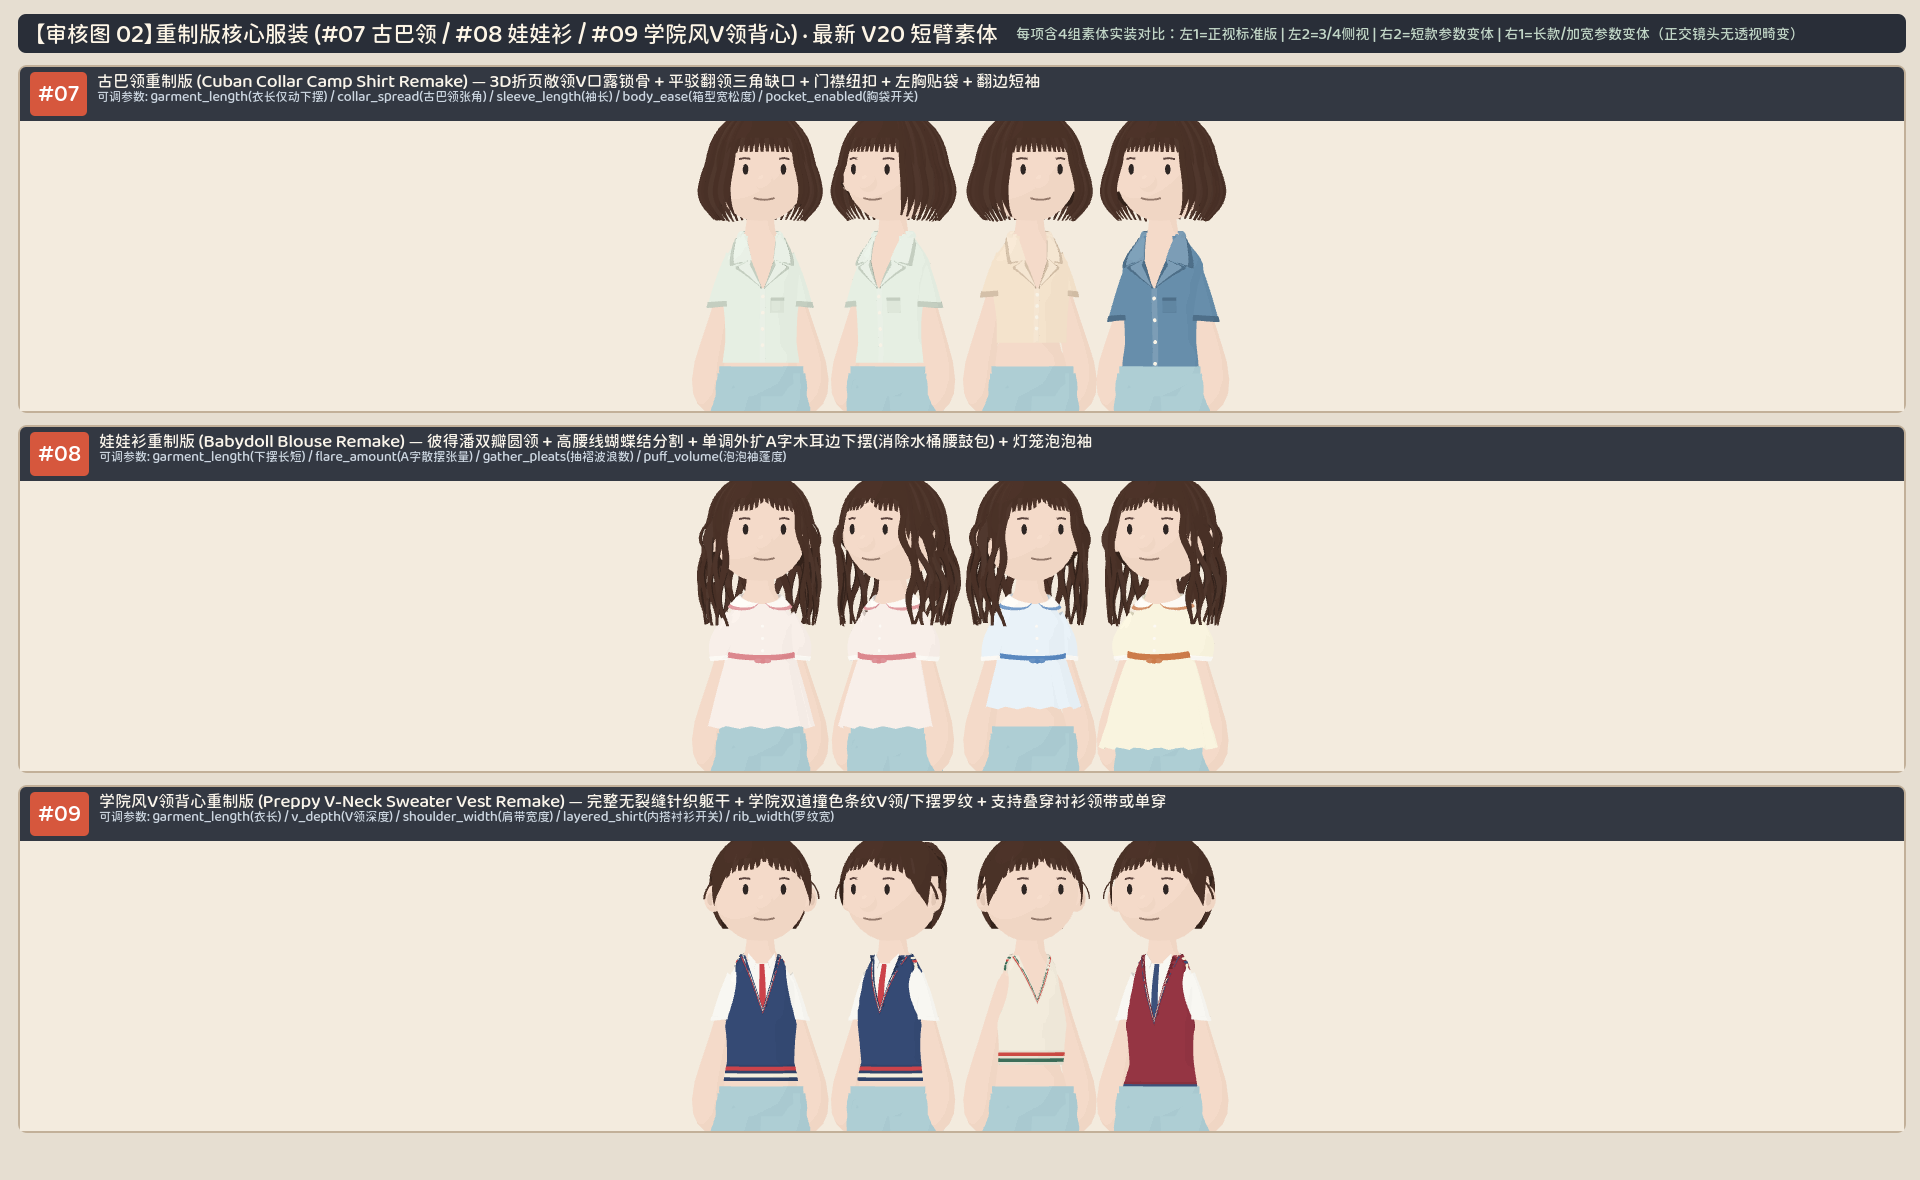 【审核图 02】重制版核心服装 (#07 古巴领 / #08 娃娃衫 / #09 学院风V领背心) · 最新 V20 短臂素体
每项含4组素体实装对比：左1=正视标准版 | 左2=3/4侧视 | 右2=短款参数变体 | 右1=长款/加宽参数变体（正交镜头无透视畸变）
#07
古巴领重制版 (Cuban Collar Camp Shirt Remake) — 3D折页敞领V口露锁骨 + 平驳翻领三角缺口 + 门襟纽扣 + 左胸贴袋 + 翻边短袖
可调参数: garment_length(衣长仅动下摆) / collar_spread(古巴领张角) / sleeve_length(袖长) / body_ease(箱型宽松度) / pocket_enabled(胸袋开关)
#08
娃娃衫重制版 (Babydoll Blouse Remake) — 彼得潘双瓣圆领 + 高腰线蝴蝶结分割 + 单调外扩A字木耳边下摆(消除水桶腰鼓包) + 灯笼泡泡袖
可调参数: garment_length(下摆长短) / flare_amount(A字散摆张量) / gather_pleats(抽褶波浪数) / puff_volume(泡泡袖蓬度)
#09
学院风V领背心重制版 (Preppy V-Neck Sweater Vest Remake) — 完整无裂缝针织躯干 + 学院双道撞色条纹V领/下摆罗纹 + 支持叠穿衬衫领带或单穿
可调参数: garment_length(衣长) / v_depth(V领深度) / shoulder_width(肩带宽度) / layered_shirt(内搭衬衫开关) / rib_width(罗纹宽)